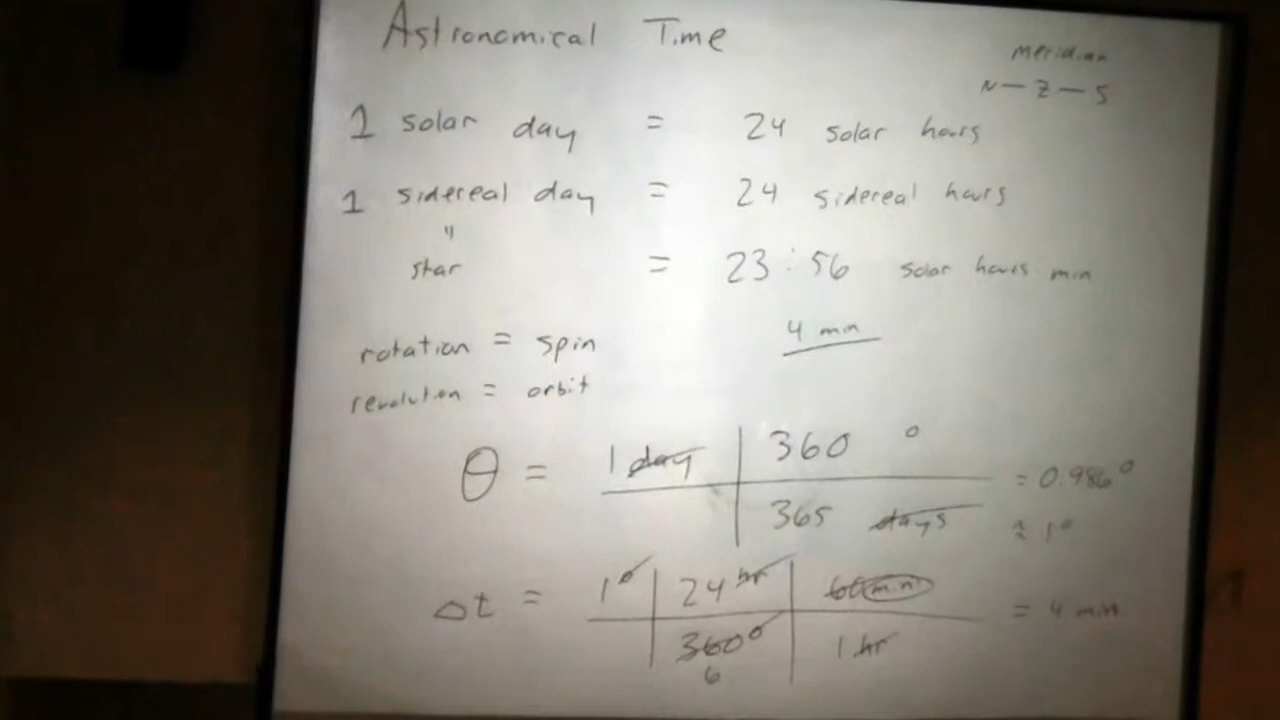 Astronomical Time
meridian
N — Z — S
1 solar day = 24 solar hours
1 sidereal day = 24 sidereal hours
"
star = 23:56 solar hours min
4 min
rotation = spin
revolution = orbit
θ = 1 day | 360 ° = 0.986°
365 days ≈ 1°
Δt = 1° | 24 hr | 60 min = 4 min
360° | 1 hr
6